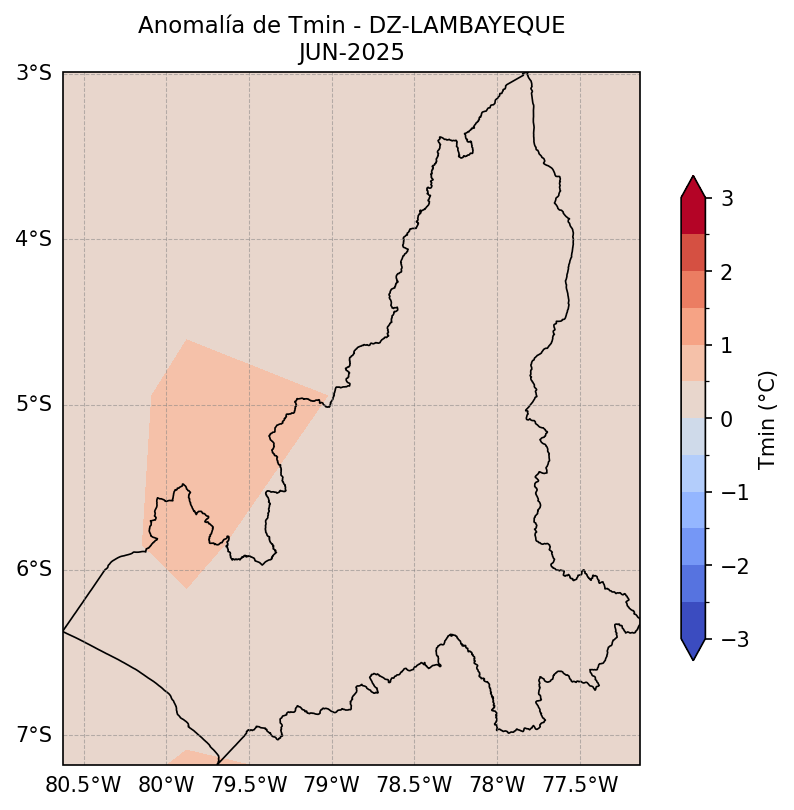 Anomalía de Tmin - DZ-LAMBAYEQUE
JUN-2025
3°S
4°S
5°S
6°S
7°S
80.5°W 80°W 79.5°W 79°W 78.5°W 78°W 77.5°W
3
2
1
0
−1
−2
−3
Tmin (°C)